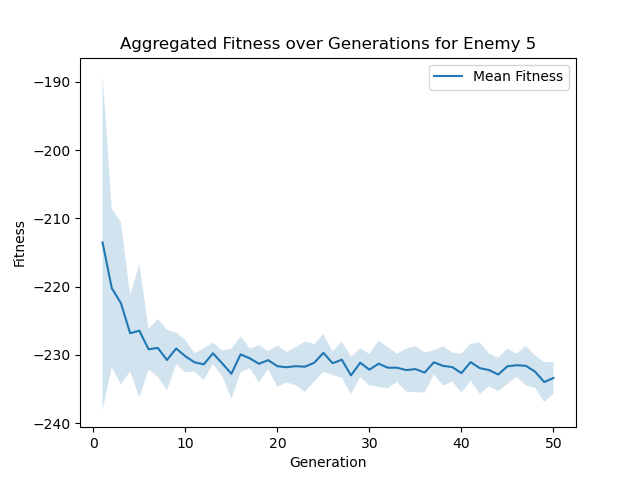 Aggregated Fitness over Generations for Enemy 5
Mean Fitness
Fitness
−190
−200
−210
−220
−230
−240
0 10 20 30 40 50
Generation